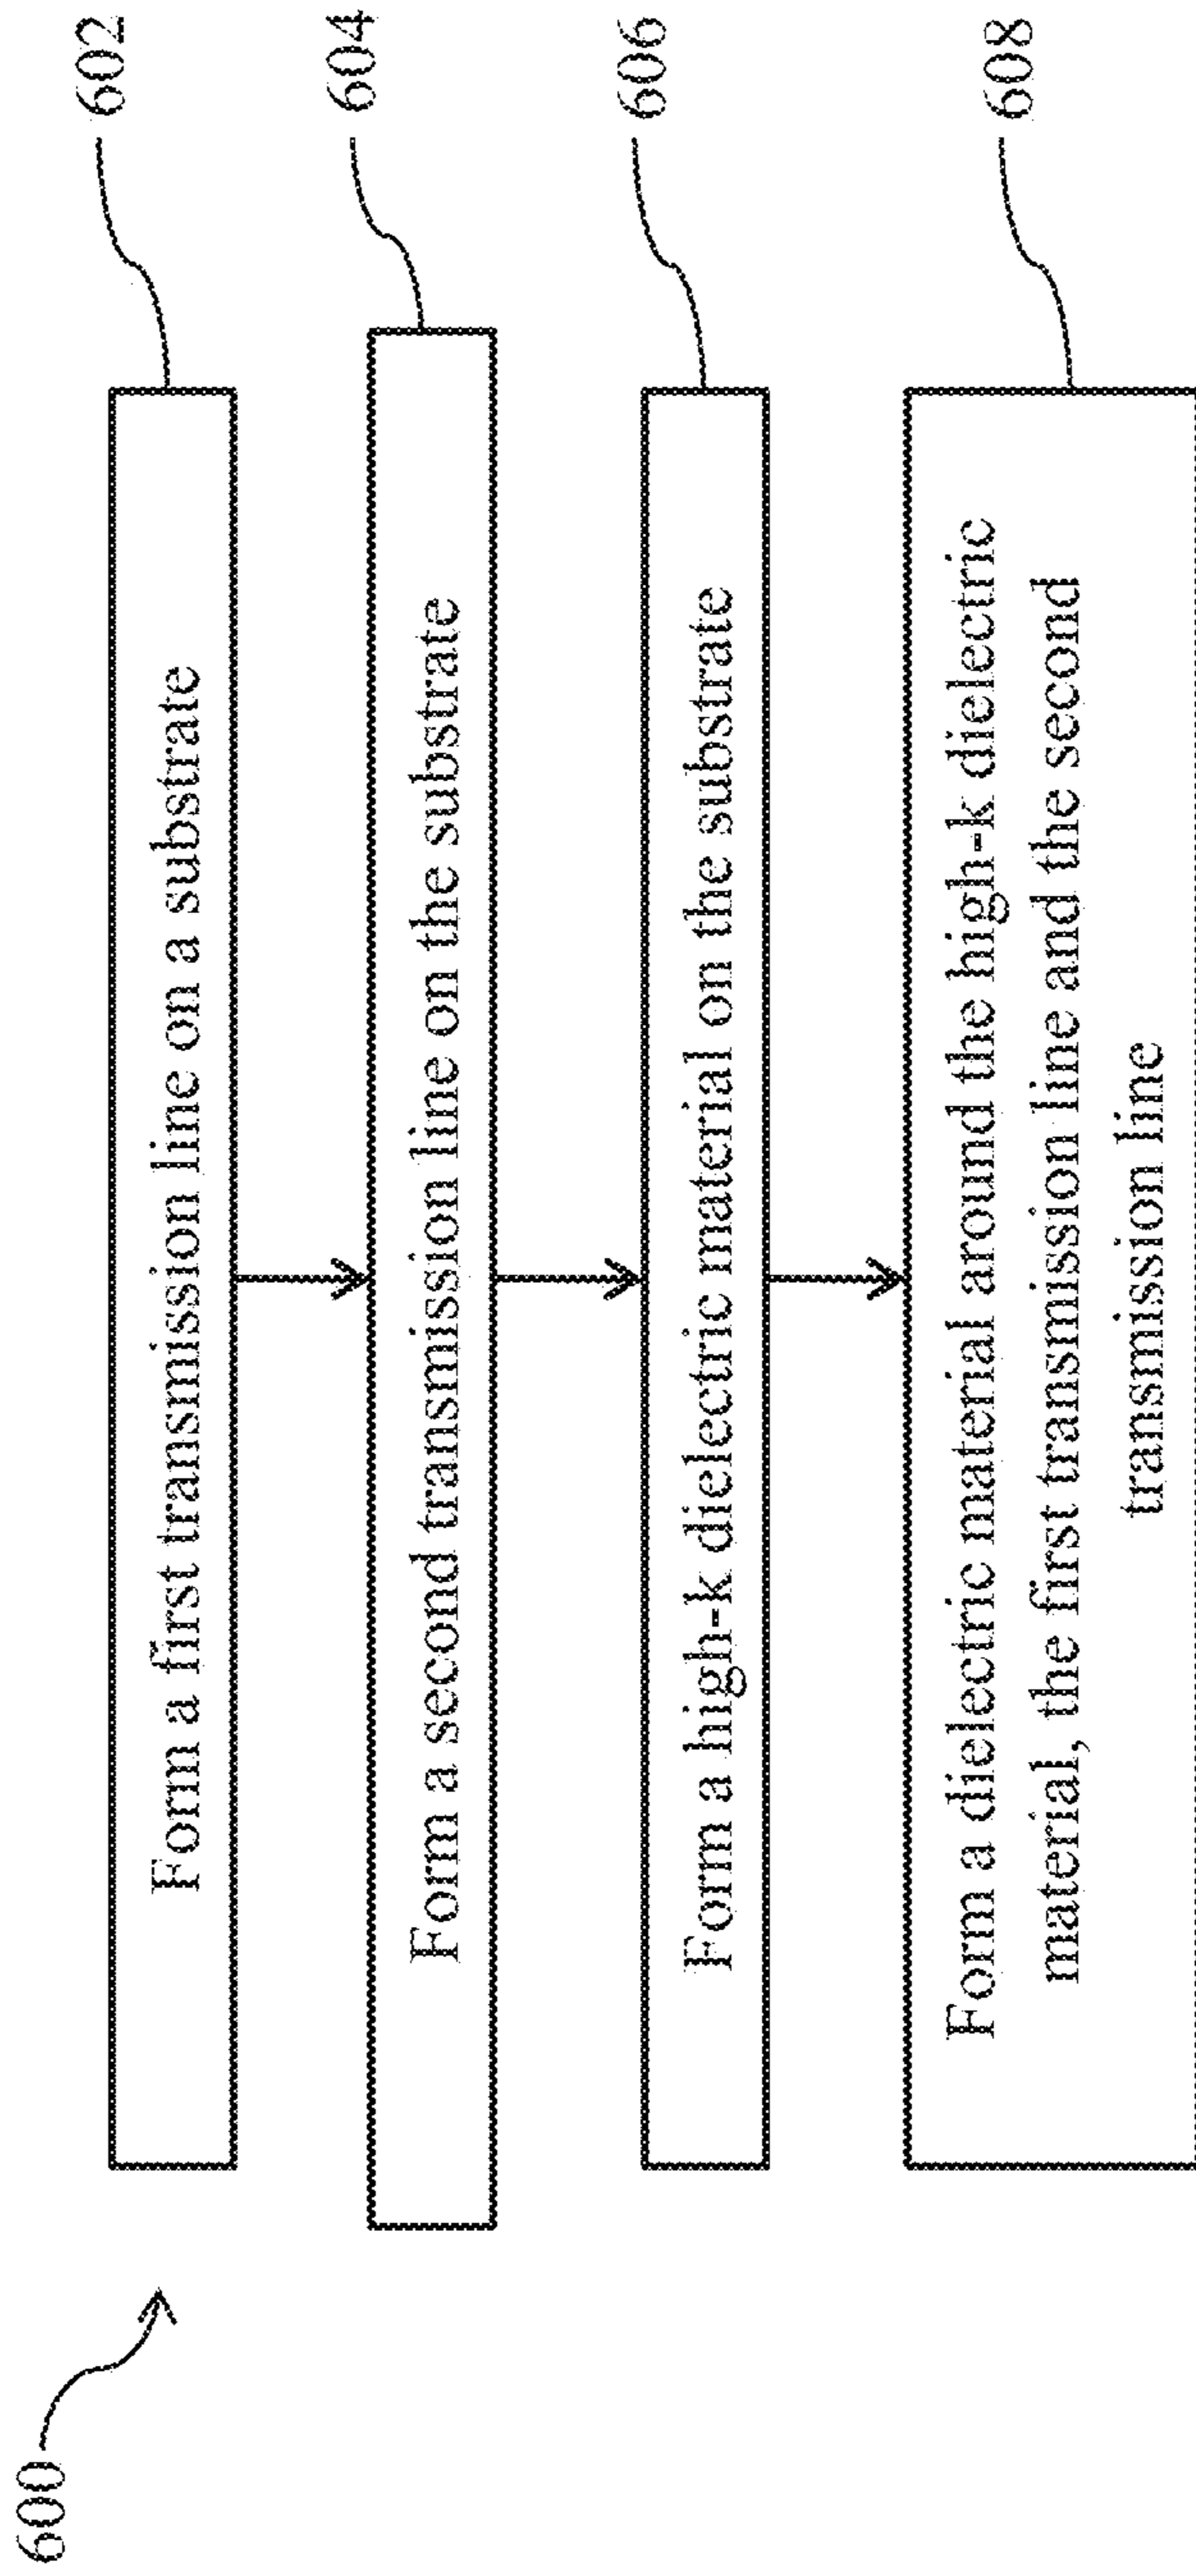 600
602
Form a first transmission line on a substrate
604
Form a second transmission line on the substrate
606
Form a high-k dielectric material on the substrate
608
Form a dielectric material around the high-k dielectric
material, the first transmission line and the second
transmission line